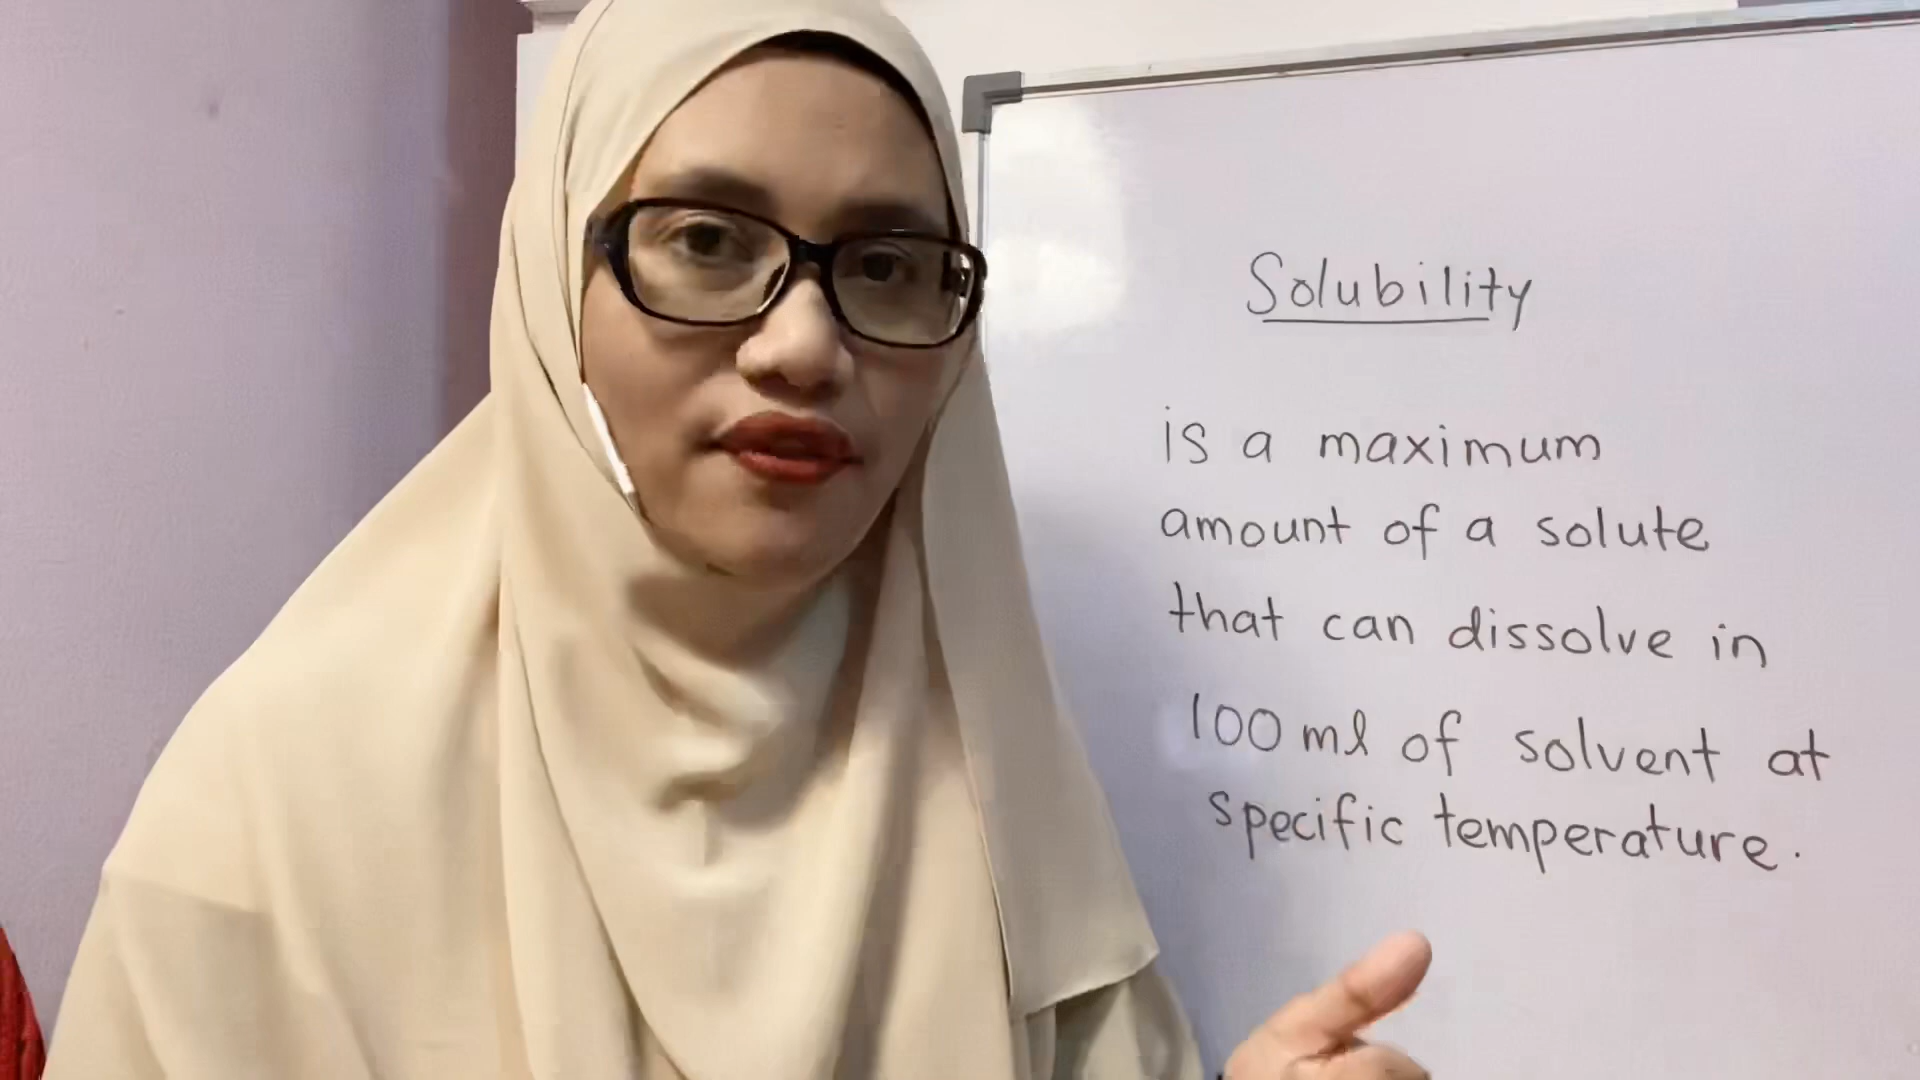 Solubility
is a maximum
amount of a solute
that can dissolve in
100 ml of solvent at
specific temperature.